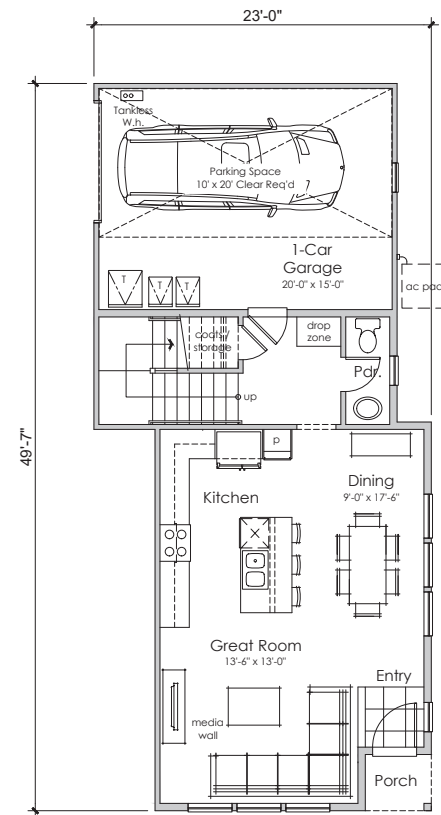 23'-0"
Tankless
W.h.
Parking Space
10' x 20' Clear Req'd
1-Car
Garage
20'-0" x 15'-0"
T
T
T
ac pad
coats/
storage
drop
zone
Pdr.
up
49'-7"
p
Kitchen
Dining
9'-0" x 17'-6"
Great Room
13'-6" x 13'-0"
Entry
media
wall
Porch